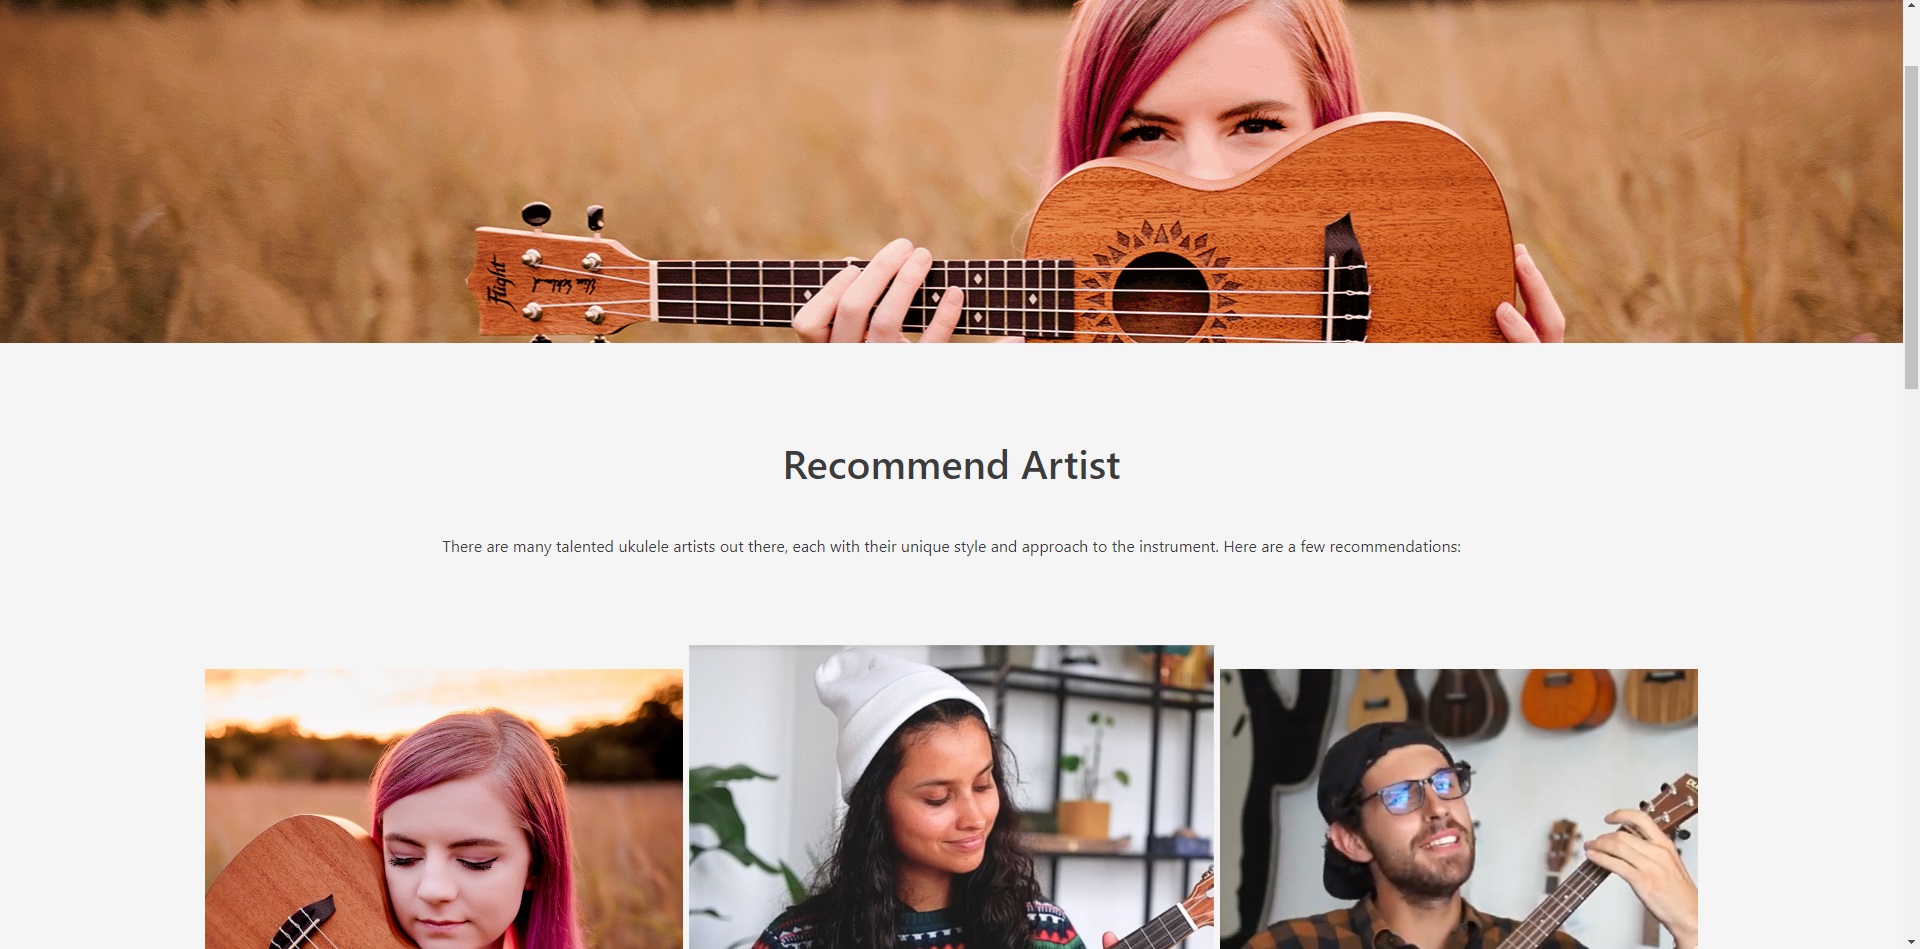 Flight
Recommend Artist
There are many talented ukulele artists out there, each with their unique style and approach to the instrument. Here are a few recommendations: